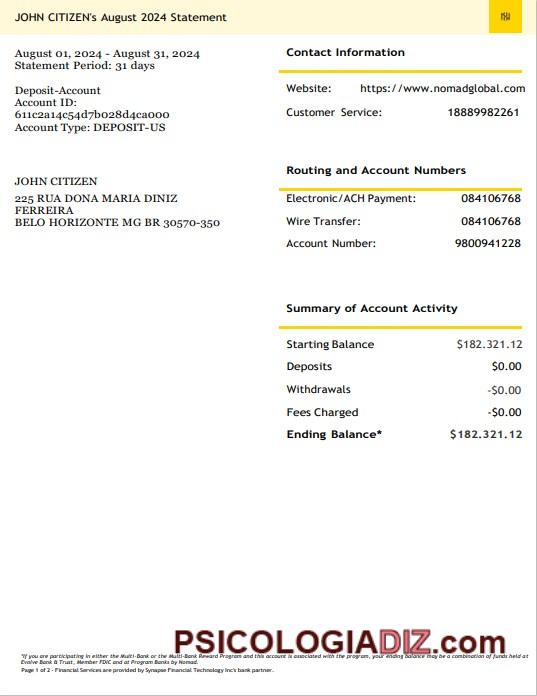 JOHN CITIZEN's August 2024 Statement
August 01, 2024 - August 31, 2024
Statement Period: 31 days
Deposit-Account
Account ID:
611c2a14c54d7b028d4ca000
Account Type: DEPOSIT-US
JOHN CITIZEN
225 RUA DONA MARIA DINIZ
FERREIRA
BELO HORIZONTE MG BR 30570-350
Contact Information
Website: https://www.nomadglobal.com
Customer Service: 18889982261
Routing and Account Numbers
Electronic/ACH Payment: 084106768
Wire Transfer: 084106768
Account Number: 9800941228
Summary of Account Activity
Starting Balance $182.321.12
Deposits $0.00
Withdrawals -$0.00
Fees Charged -$0.00
Ending Balance* $182.321.12
PSICOLOGIADIZ.com
*If you are participating in either the Multi-Bank or the Multi-Bank Reward Program and this account is associated with the program, your ending balance may be a combination of funds held at
Evolve Bank & Trust, Member FDIC and at Program Banks by Nomad.
Page 1 of 2 - Financial Services are provided by Synapse Financial Technology Inc's bank partner.